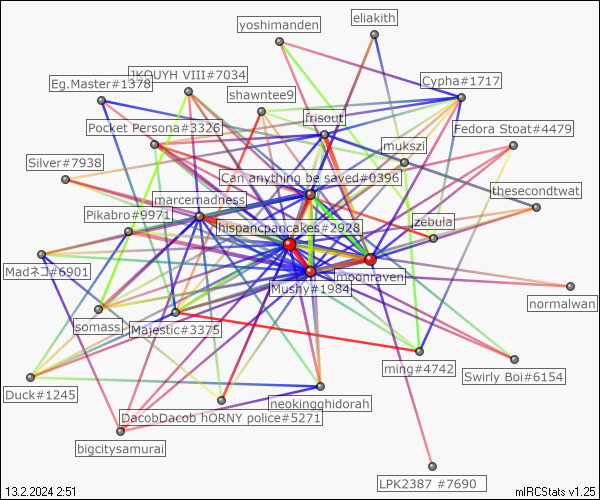 eliakith
yoshimanden
JKOUYH VIII#7034
Eg.Master#1378
Cypha#1717
shawntee9
frisout
Pocket Persona#3326
Fedora Stoat#4479
mukszi
Silver#7938
Can anything be saved#0396
thesecondtwat
marcemadness
Pikabro#9971
zebula
hispancpancakes#2928
Madネコ#6901
lmoonraven
Mushy#1984
normalwan
somass
Majestic#3375
ming#4742
Swirly Boi#6154
Duck#1245
neokingghidorah
DacobDacob hORNY police#5271
bigcitysamurai
LPK2387 #7690
13.2.2024 2:51
mIRCStats v1.25